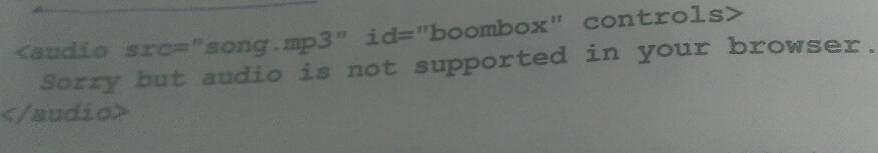 <audio src="song.mp3" id="boombox" controls>
Sorry but audio is not supported in your browser.
</audio>